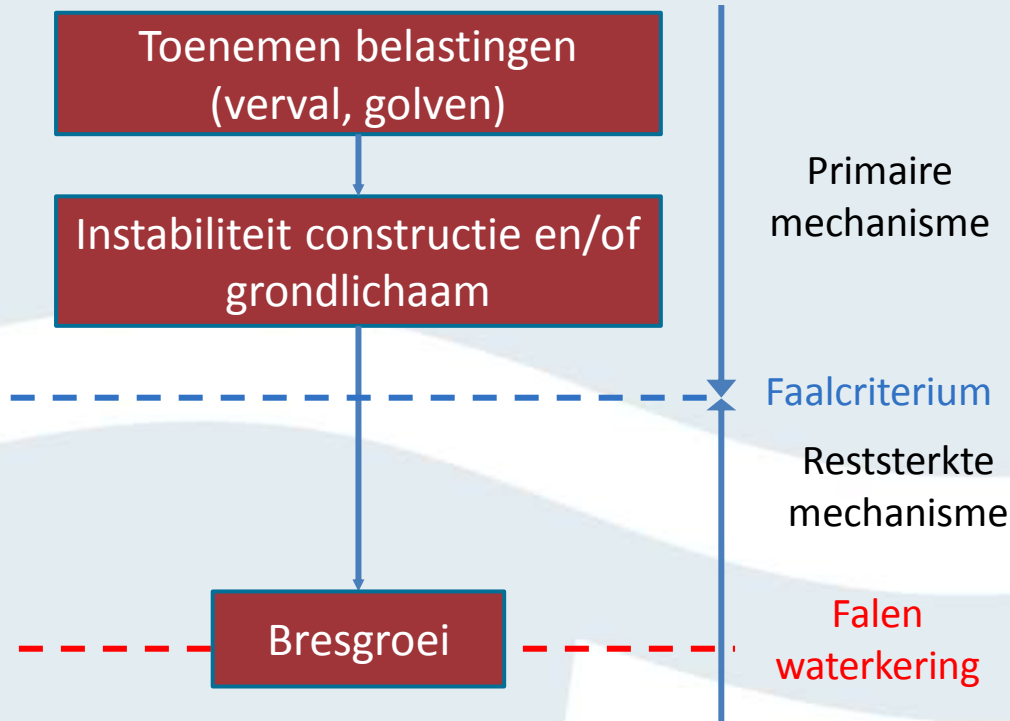 Toenemen belastingen
(verval, golven)
Primaire
mechanisme
Instabiliteit constructie en/of
grondlichaam
Faalcriterium
Reststerkte
mechanisme
Bresgroei
Falen
waterkering